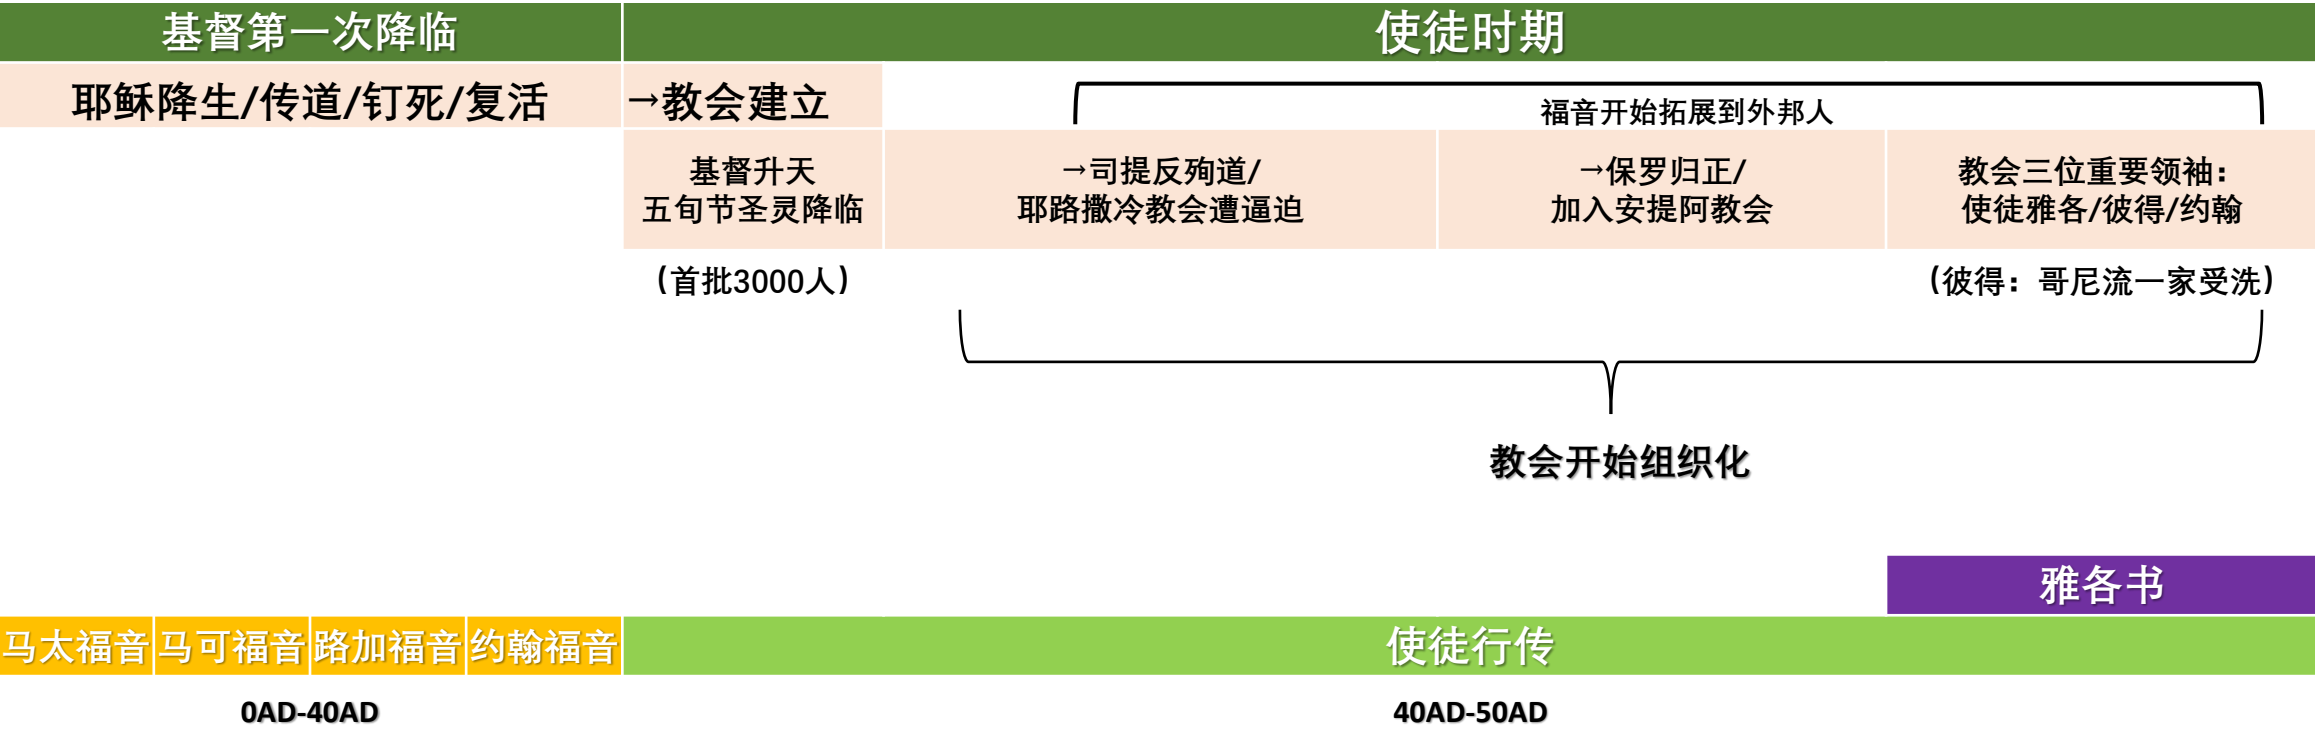 基督第一次降临
使徒时期
耶稣降生/传道/钉死/复活
→教会建立
福音开始拓展到外邦人
基督升天
五旬节圣灵降临
→司提反殉道/
耶路撒冷教会遭逼迫
→保罗归正/
加入安提阿教会
教会三位重要领袖：
使徒雅各/彼得/约翰
（首批3000人）
（彼得：哥尼流一家受洗）
教会开始组织化
雅各书
马太福音
马可福音
路加福音
约翰福音
使徒行传
0AD-40AD
40AD-50AD